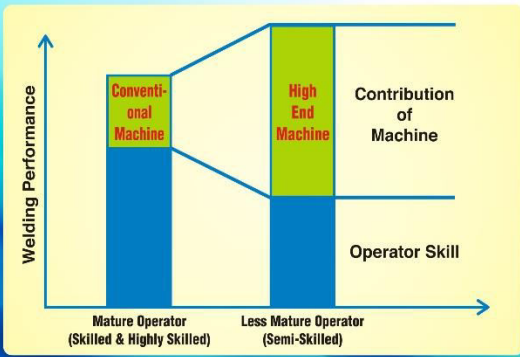 Welding Performance
Conventi-
onal
Machine
High
End
Machine
Contribution
of
Machine
Operator Skill
Mature Operator
(Skilled & Highly Skilled)
Less Mature Operator
(Semi-Skilled)